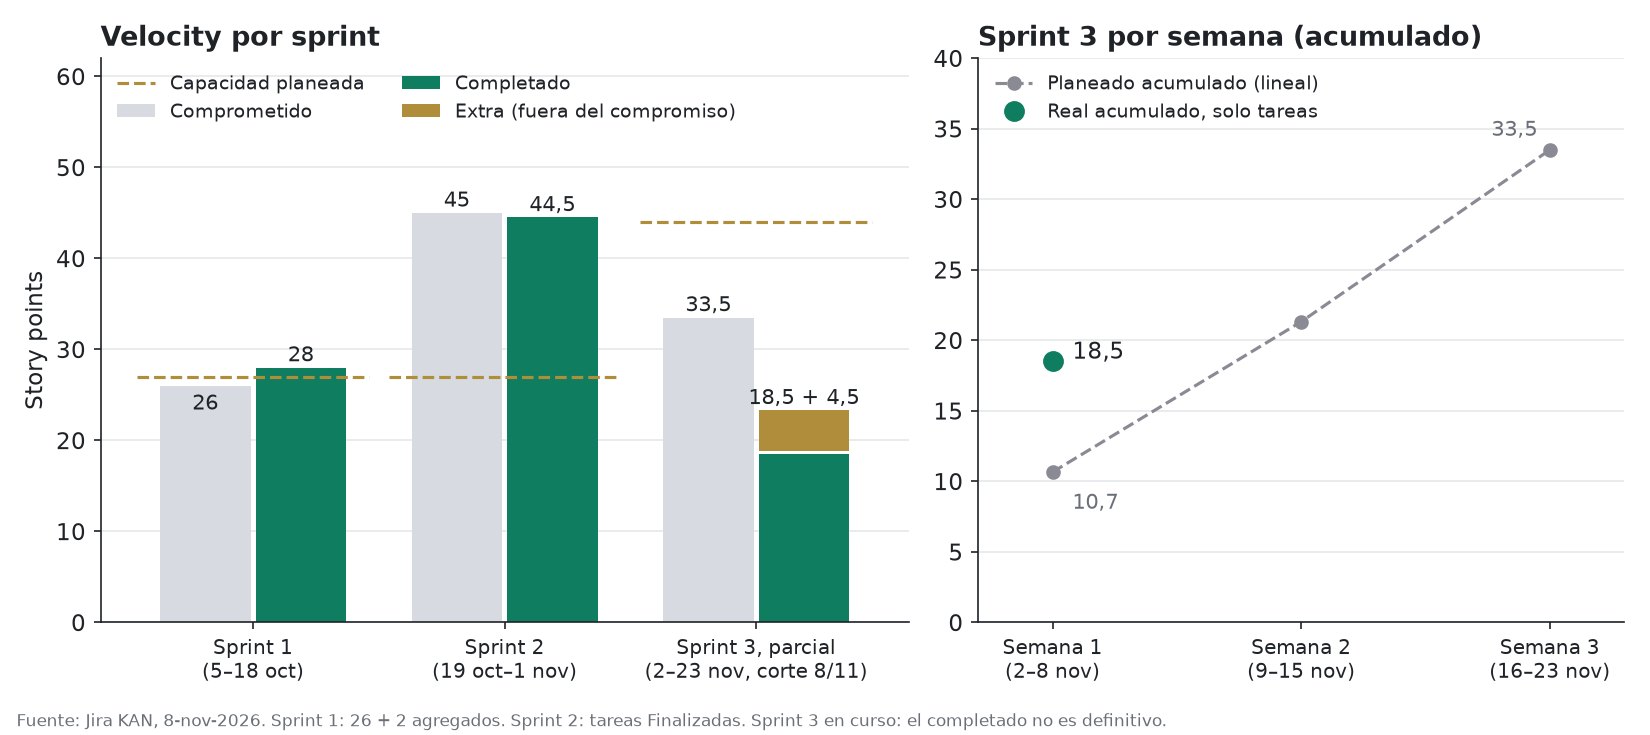 Velocity por sprint
Capacidad planeada
Comprometido
Completado
Extra (fuera del compromiso)
Story points
60
50
40
30
20
10
0
26
28
45
44,5
33,5
18,5 + 4,5
Sprint 1
(5–18 oct)
Sprint 2
(19 oct–1 nov)
Sprint 3, parcial
(2–23 nov, corte 8/11)
Sprint 3 por semana (acumulado)
Planeado acumulado (lineal)
Real acumulado, solo tareas
40
35
30
25
20
15
10
5
0
33,5
18,5
10,7
Semana 1
(2–8 nov)
Semana 2
(9–15 nov)
Semana 3
(16–23 nov)
Fuente: Jira KAN, 8-nov-2026. Sprint 1: 26 + 2 agregados. Sprint 2: tareas Finalizadas. Sprint 3 en curso: el completado no es definitivo.